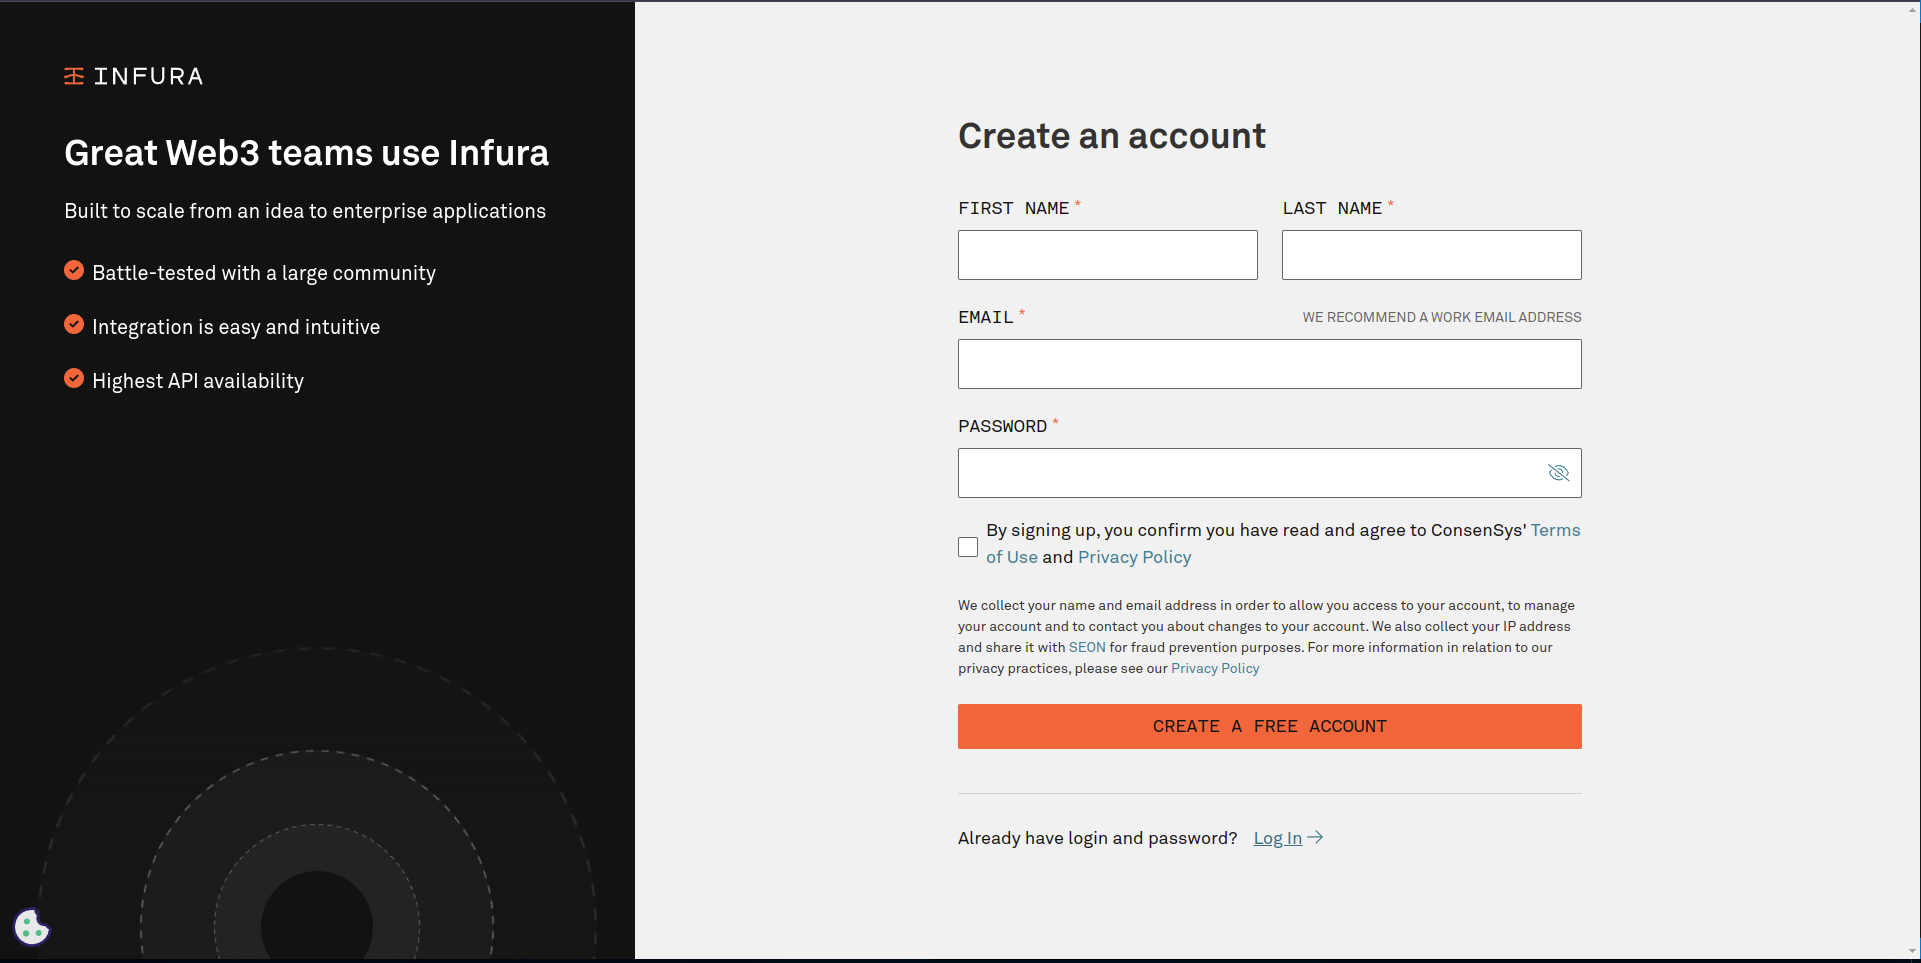 INFURA
Great Web3 teams use Infura
Built to scale from an idea to enterprise applications
Battle-tested with a large community
Integration is easy and intuitive
Highest API availability
Create an account
FIRST NAME *
LAST NAME *
EMAIL *
WE RECOMMEND A WORK EMAIL ADDRESS
PASSWORD *
By signing up, you confirm you have read and agree to ConsenSys' Terms
of Use and Privacy Policy
We collect your name and email address in order to allow you access to your account, to manage
your account and to contact you about changes to your account. We also collect your IP address
and share it with SEON for fraud prevention purposes. For more information in relation to our
privacy practices, please see our Privacy Policy
CREATE A FREE ACCOUNT
Already have login and password? Log In →